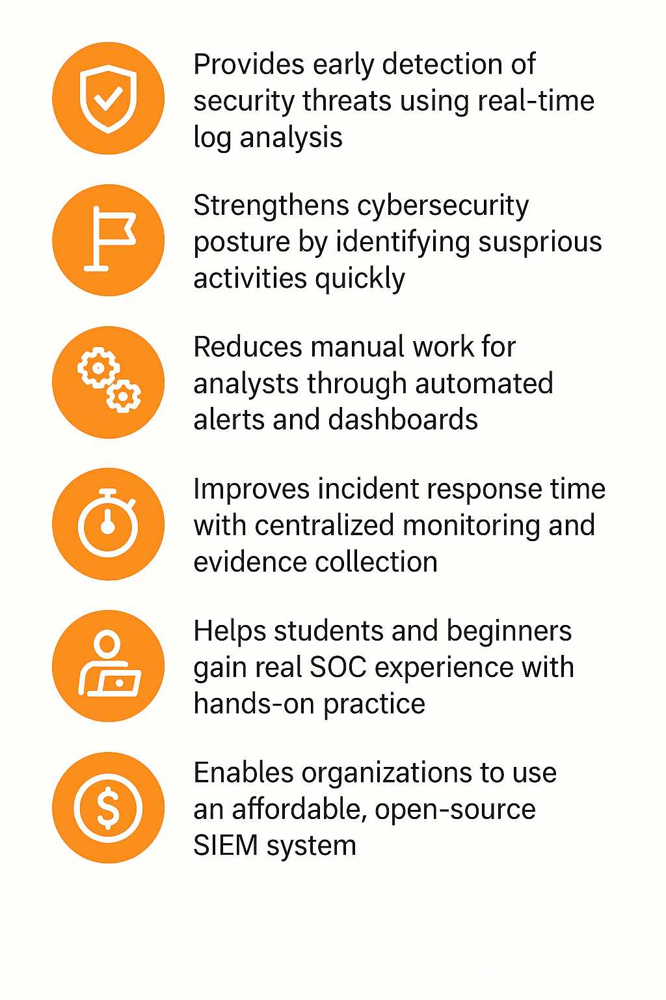 Provides early detection of
security threats using real-time
log analysis
Strengthens cybersecurity
posture by identifying susprious
activities quickly
Reduces manual work for
analysts through automated
alerts and dashboards
Improves incident response time
with centralized monitoring and
evidence collection
Helps students and beginners
gain real SOC experience with
hands-on practice
$
Enables organizations to use
an affordable, open-source
SIEM system